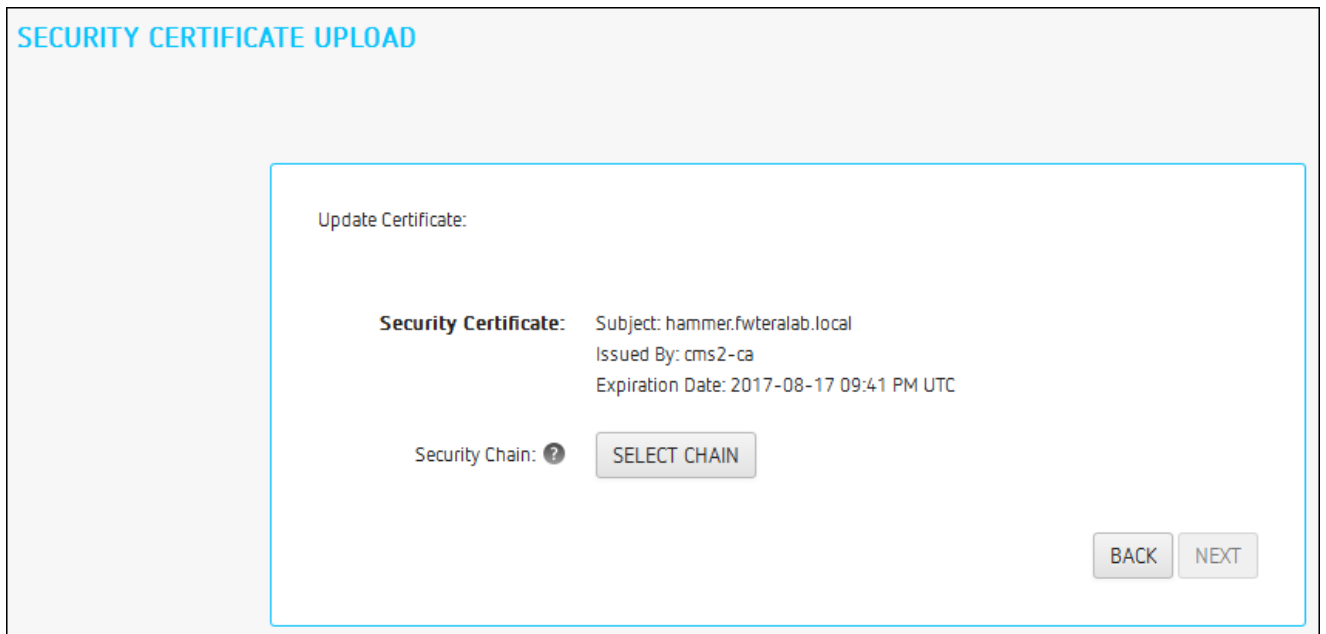 SECURITY CERTIFICATE UPLOAD
Update Certificate:
Security Certificate: Subject: hammer.fwteralab.local
Issued By: cms2-ca
Expiration Date: 2017-08-17 09:41 PM UTC
Security Chain: ? SELECT CHAIN
BACK NEXT